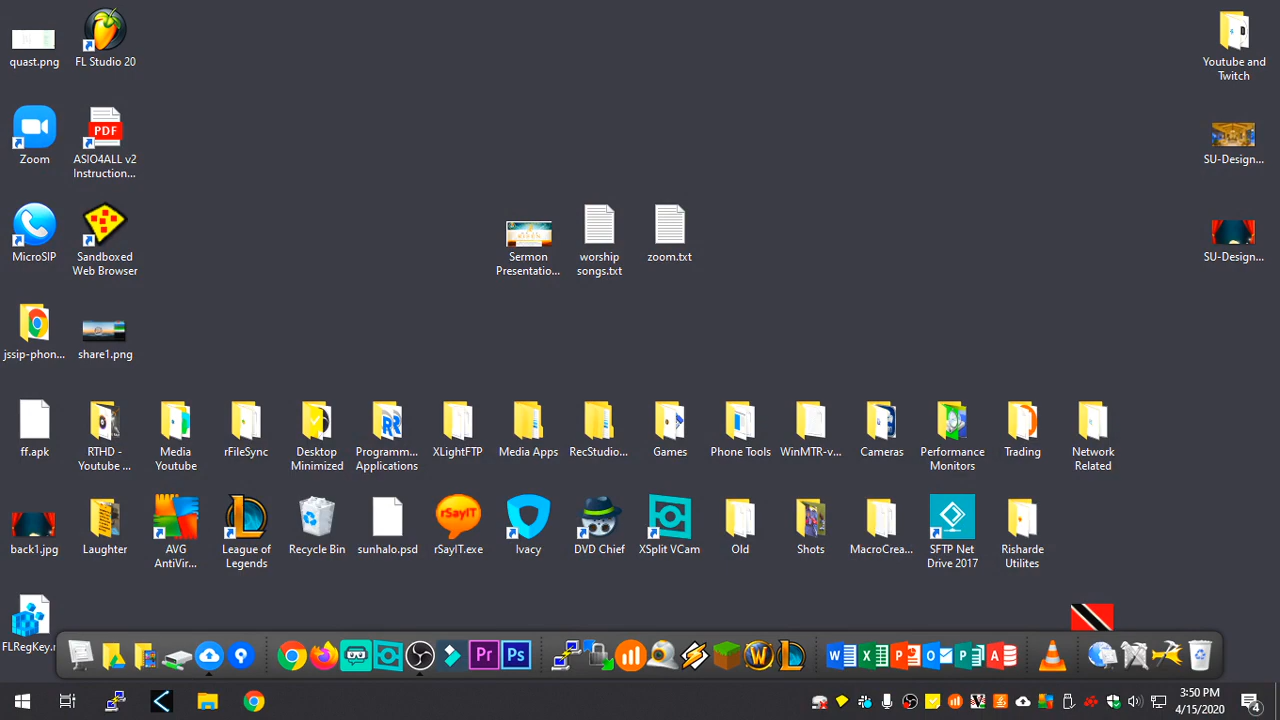 quast.png
FL Studio 20
Youtube and
Twitch
Zoom
PDF
ASIO4ALL v2
Instruction...
SU-Design...
MicroSIP
Sandboxed
Web Browser
Sermon
Presentatio...
worship
songs.txt
zoom.txt
SU-Design...
jssip-phon...
share1.png
ff.apk
RTHD -
Youtube ...
Media
Youtube
rFileSync
Desktop
Minimized
Programm...
Applications
XLightFTP
Media Apps
RecStudio...
Games
Phone Tools
WinMTR-v...
Cameras
Performance
Monitors
Trading
Network
Related
back1.jpg
Laughter
AVG
AntiVir...
League of
Legends
Recycle Bin
sunhalo.psd
rSayIT
rSayIT.exe
Ivacy
DVD Chief
XSplit VCam
Old
Shots
MacroCrea...
SFTP Net
Drive 2017
Risharde
Utilites
FLRegKey.r
Pr
Ps
3:50 PM
4/15/2020
4